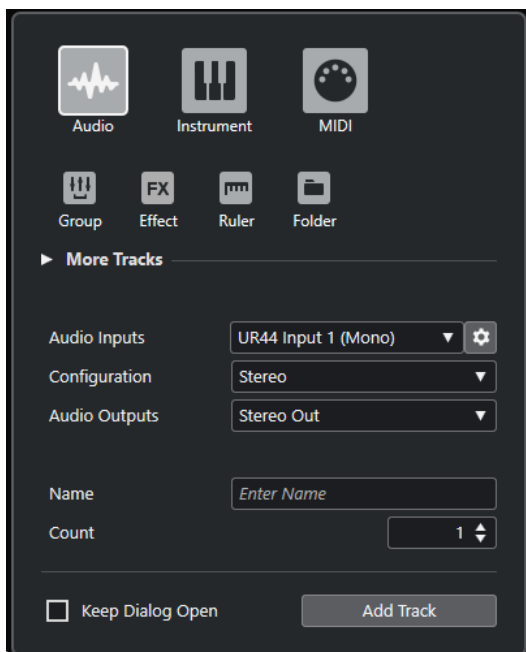 Audio Instrument MIDI
FX
Group Effect Ruler Folder
More Tracks
Audio Inputs UR44 Input 1 (Mono)
Configuration Stereo
Audio Outputs Stereo Out
Name Enter Name
Count 1
Keep Dialog Open Add Track